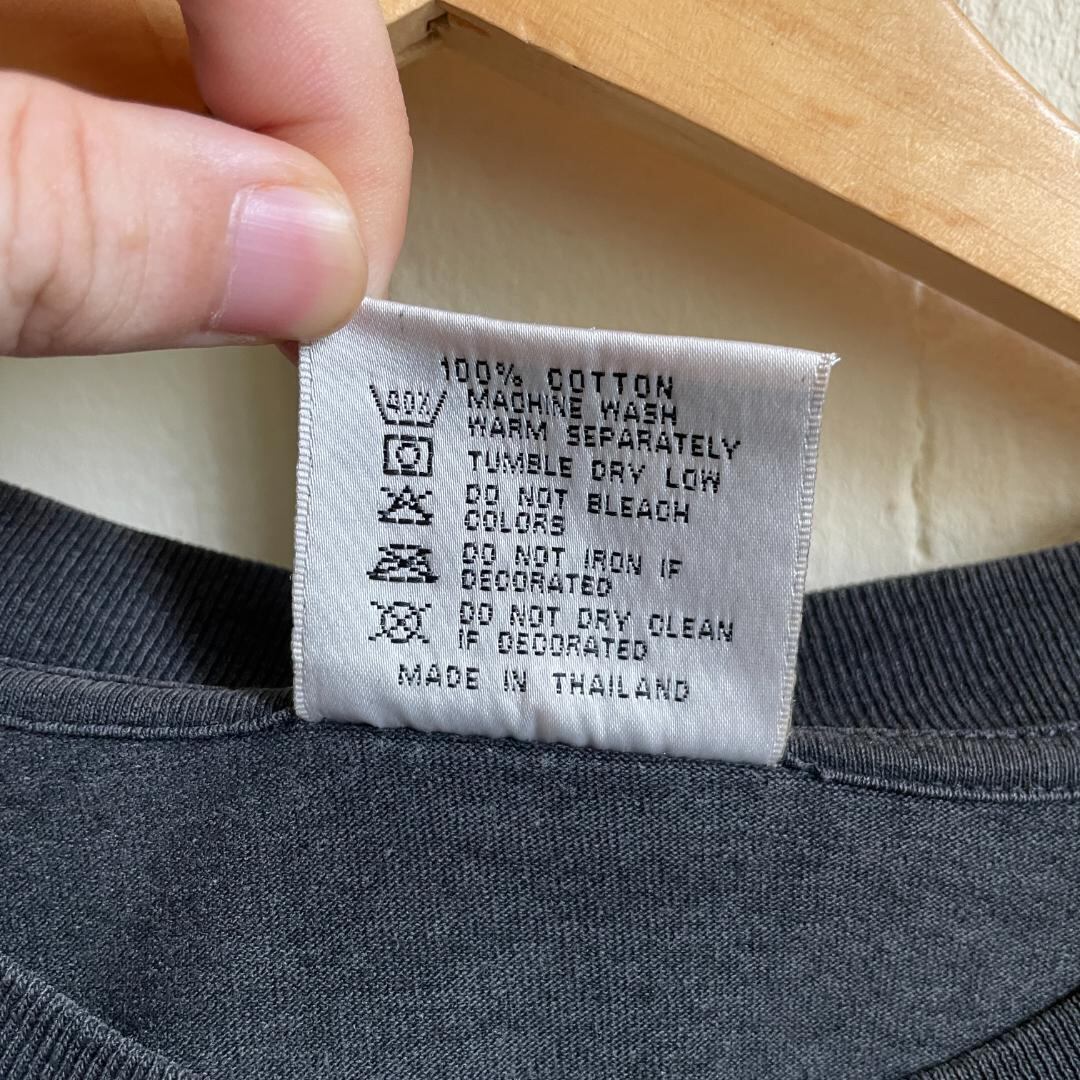 100% COTTON
40% MACHINE WASH
WARM SEPARATELY
TUMBLE DRY LOW
DO NOT BLEACH
COLORS
DO NOT IRON IF
DECORATED
DO NOT DRY CLEAN
IF DECORATED
MADE IN THAILAND